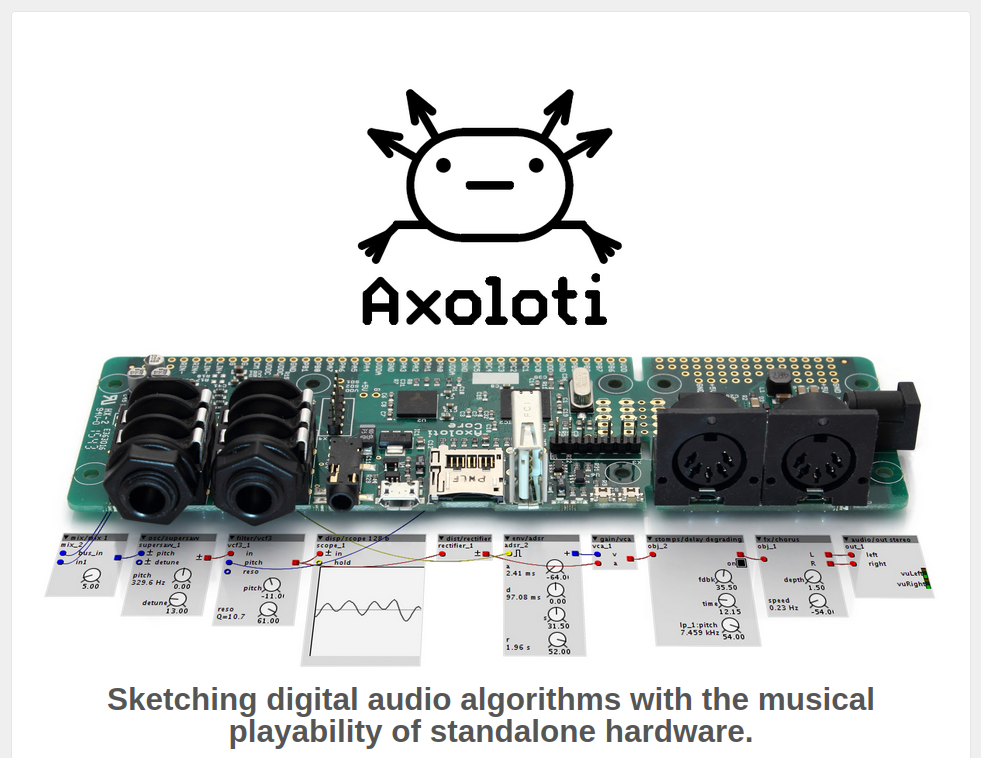 Axoloti
mix/mix 1
mix_2
bus_in
in1
5.00
osc/supersaw
supersaw_1
pitch
detune
pitch
329.6 Hz
0.00
detune
13.00
filter/vcf3
vcf3_1
in
pitch
reso
pitch
-11.0
reso
Q=10.7
61.00
disp/scope 128 b
scope_1
in
hold
dist/rectifier
rectifier_1
env/adsr
adsr_2
a
2.41 ms
-64.0
d
97.08 ms
0.00
s
31.50
r
1.96 s
52.00
gain/vca
vca_1
v
a
stomps/delay degrading
obj_2
on
fdbk
35.50
time
12.15
lp_1:pitch
7.459 kHz
54.00
fx/chorus
obj_1
L
R
depth
1.50
speed
0.23 Hz
-54.0
audio/out stereo
out_1
left
right
vuLeft
vuRight
Sketching digital audio algorithms with the musical
playability of standalone hardware.